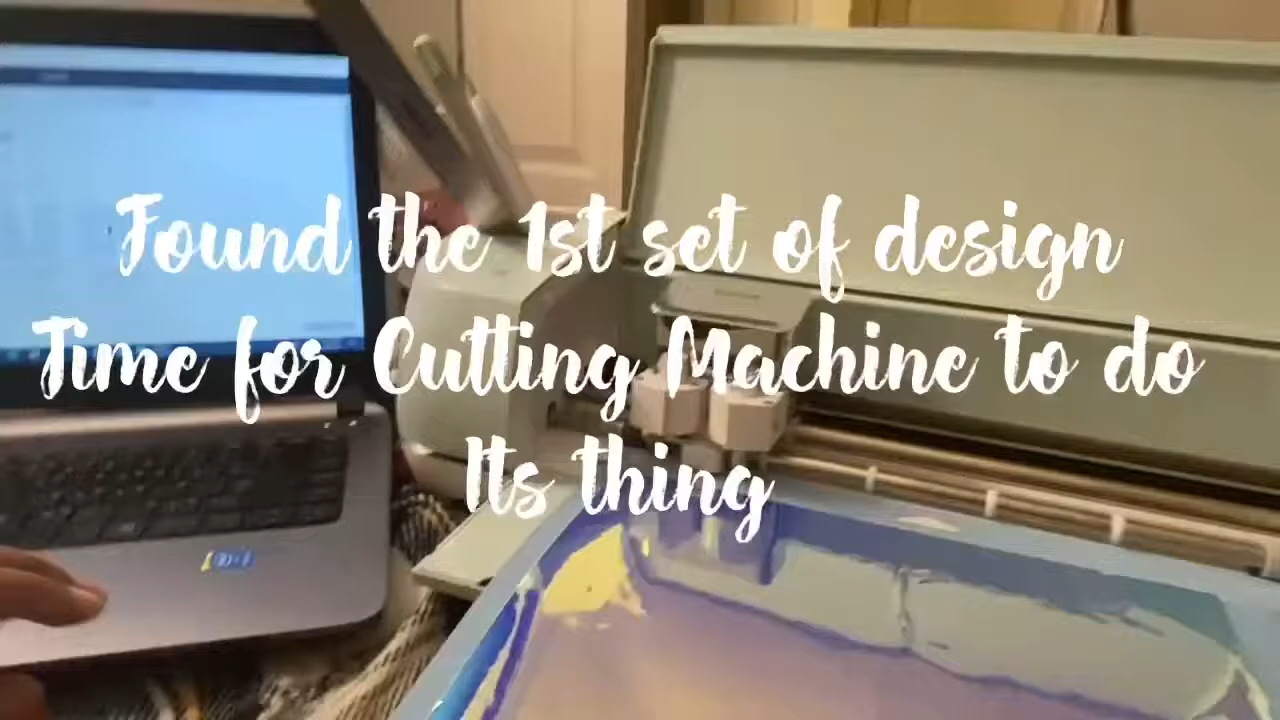 Found the 1st set of design
Time for Cutting Machine to do
Its thing